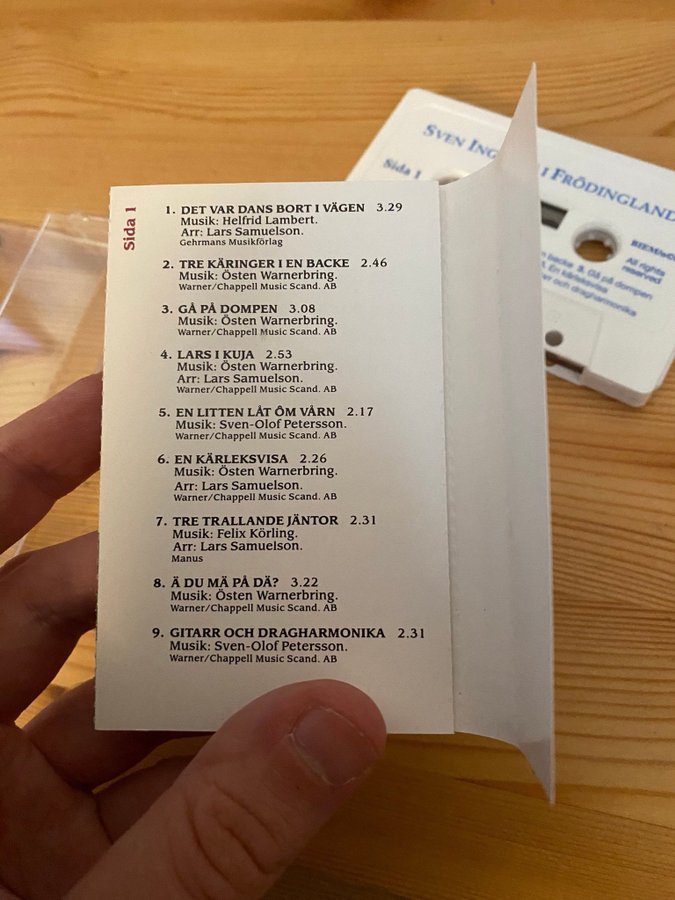 Sida 1
1. DET VAR DANS BORT I VÄGEN 3.29
Musik: Helfrid Lambert.
Arr: Lars Samuelson.
Gehrmans Musikförlag
2. TRE KÄRINGER I EN BACKE 2.46
Musik: Östen Warnerbring.
Warner/Chappell Music Scand. AB
3. GÅ PÅ DOMPEN 3.08
Musik: Östen Warnerbring.
Warner/Chappell Music Scand. AB
4. LARS I KUJA 2.53
Musik: Östen Warnerbring.
Arr: Lars Samuelson.
Warner/Chappell Music Scand. AB
5. EN LITTEN LÅT ÔM VÅRN 2.17
Musik: Sven-Olof Petersson.
Warner/Chappell Music Scand. AB
6. EN KÄRLEKSVISA 2.26
Musik: Östen Warnerbring.
Arr: Lars Samuelson.
Warner/Chappell Music Scand. AB
7. TRE TRALLANDE JÄNTOR 2.31
Musik: Felix Körling.
Arr: Lars Samuelson.
Manus
8. Ä DU MÄ PÅ DÄ? 3.22
Musik: Östen Warnerbring.
Warner/Chappell Music Scand. AB
9. GITARR OCH DRAGHARMONIKA 2.31
Musik: Sven-Olof Petersson.
Warner/Chappell Music Scand. AB
SVEN ING I FRÖDINGLAND
Sida 1
All rights
reserved
backe 3. Gå på dompen
En kärleksvisa
och dragharmonika